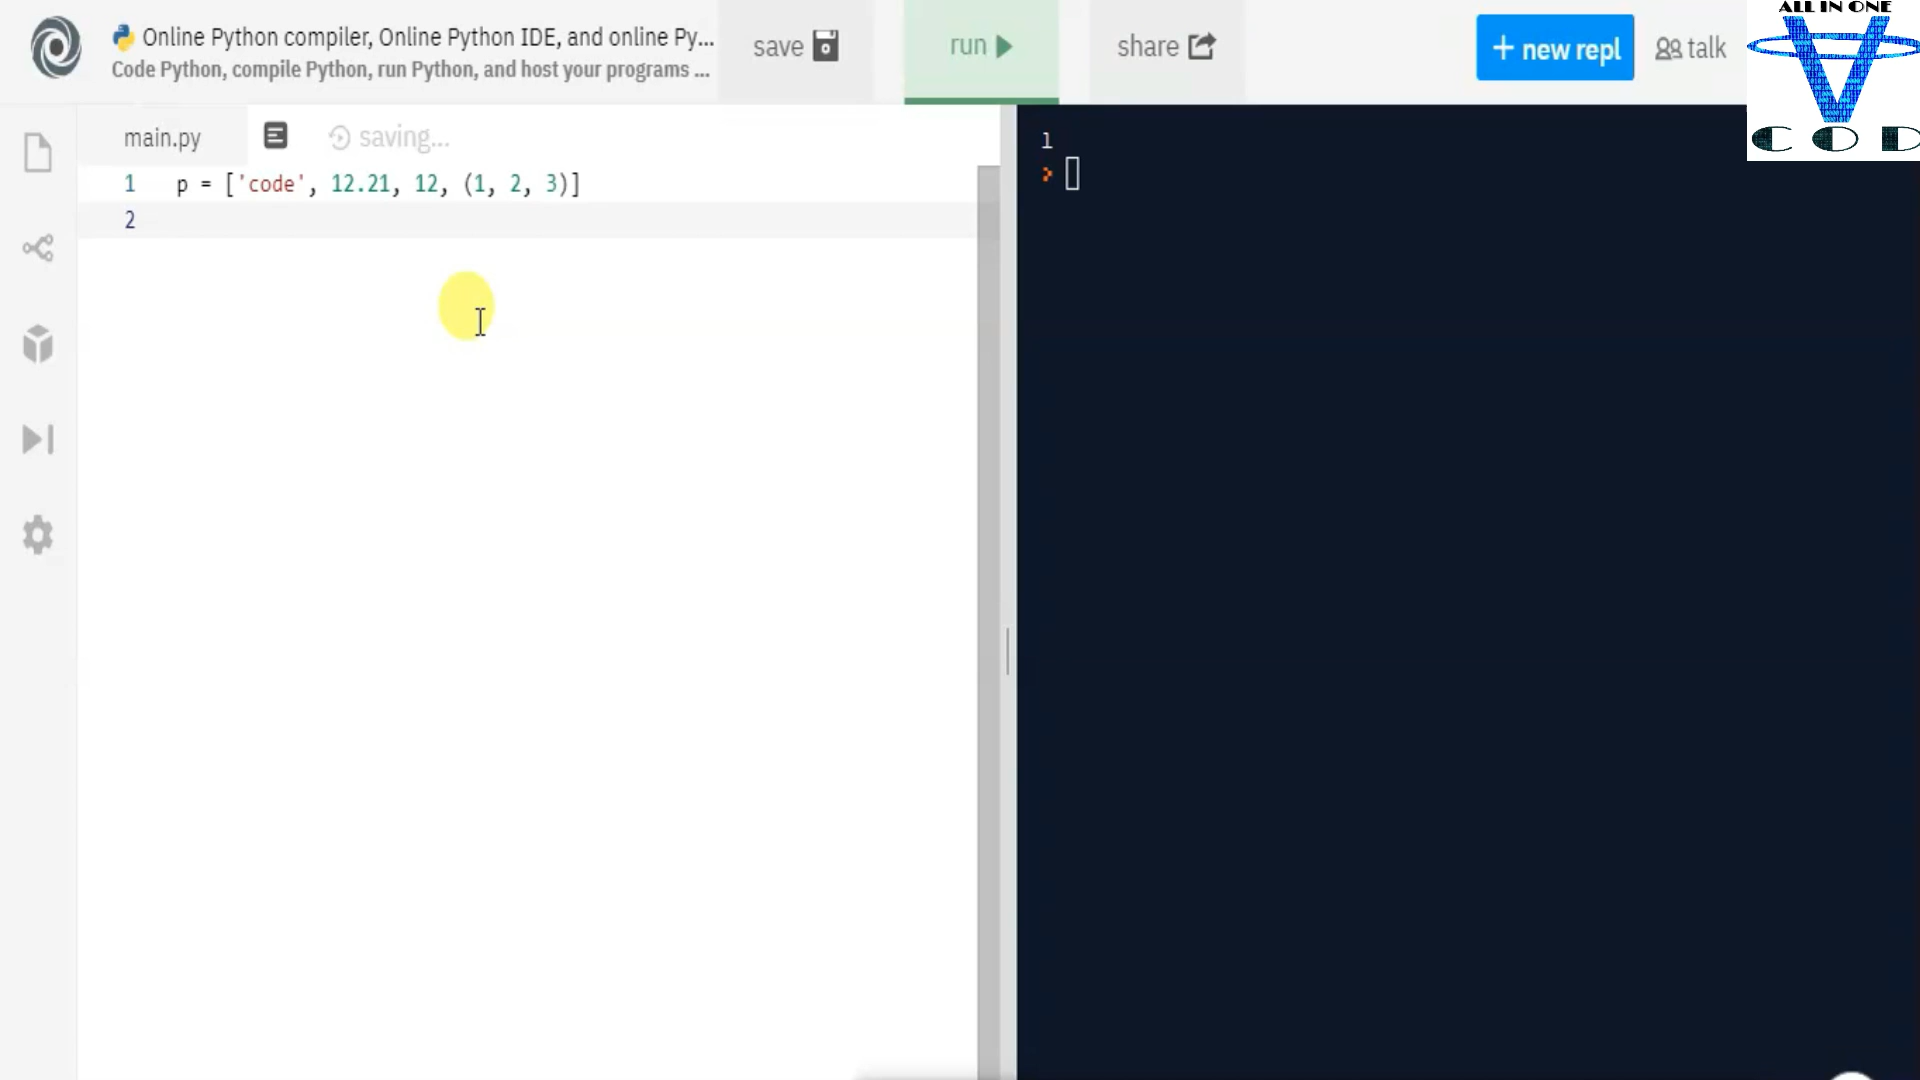 Online Python compiler, Online Python IDE, and online Py...
Code Python, compile Python, run Python, and host your programs ...
save
run
share
+ new repl
talk
ALL IN ONE
COD
main.py
saving...
1 p = ['code', 12.21, 12, (1, 2, 3)]
2
1
>